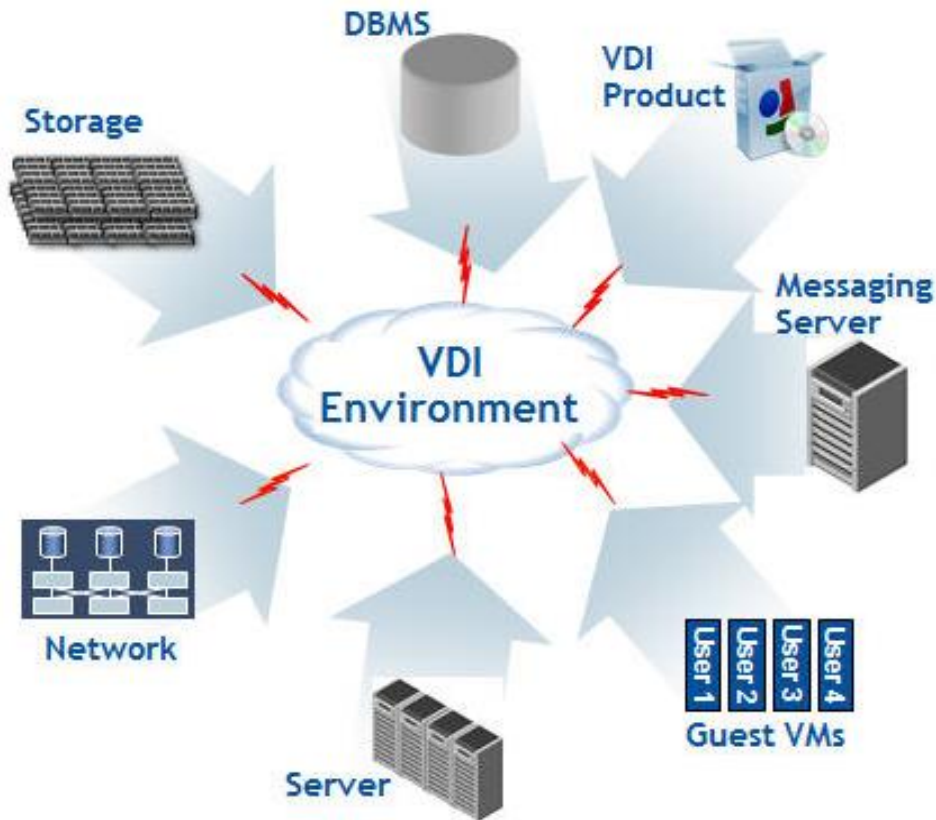 DBMS
VDI
Product
Storage
Messaging
Server
VDI
Environment
Network
User 1
User 2
User 3
User 4
Guest VMs
Server